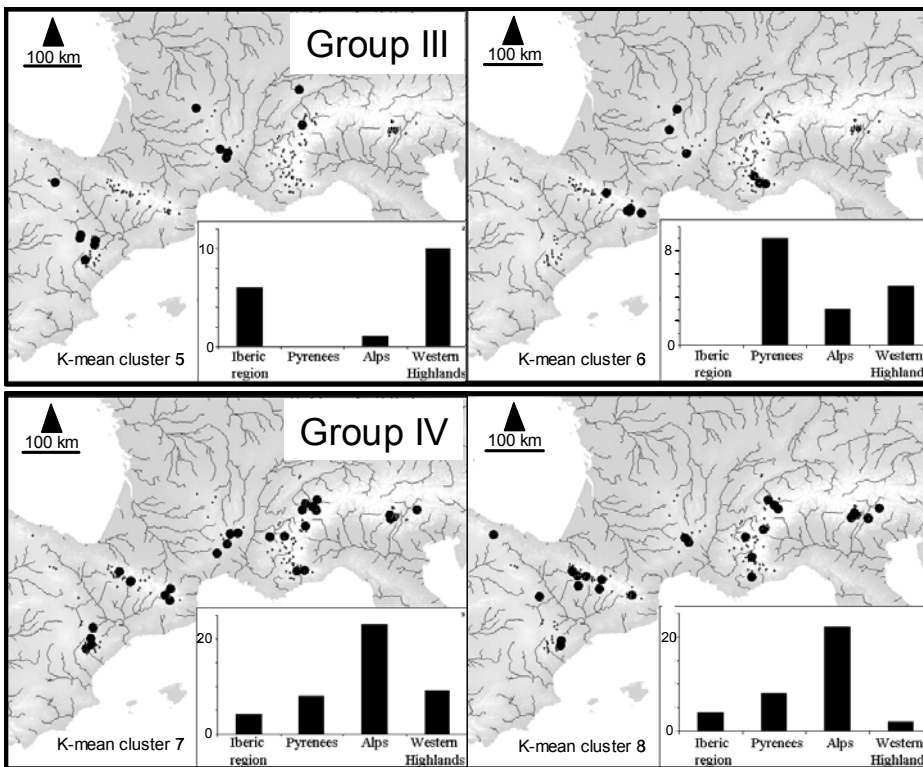 Group III
100 km
10
0
Iberic region
Pyrenees
Alps
Western Highlands
K-mean cluster 5
100 km
8
0
Iberic region
Pyrenees
Alps
Western Highland
K-mean cluster 6
Group IV
100 km
20
0
Iberic region
Pyrenees
Alps
Western Highlands
K-mean cluster 7
100 km
20
0
Iberic region
Pyrenees
Alps
Western Highland
K-mean cluster 8